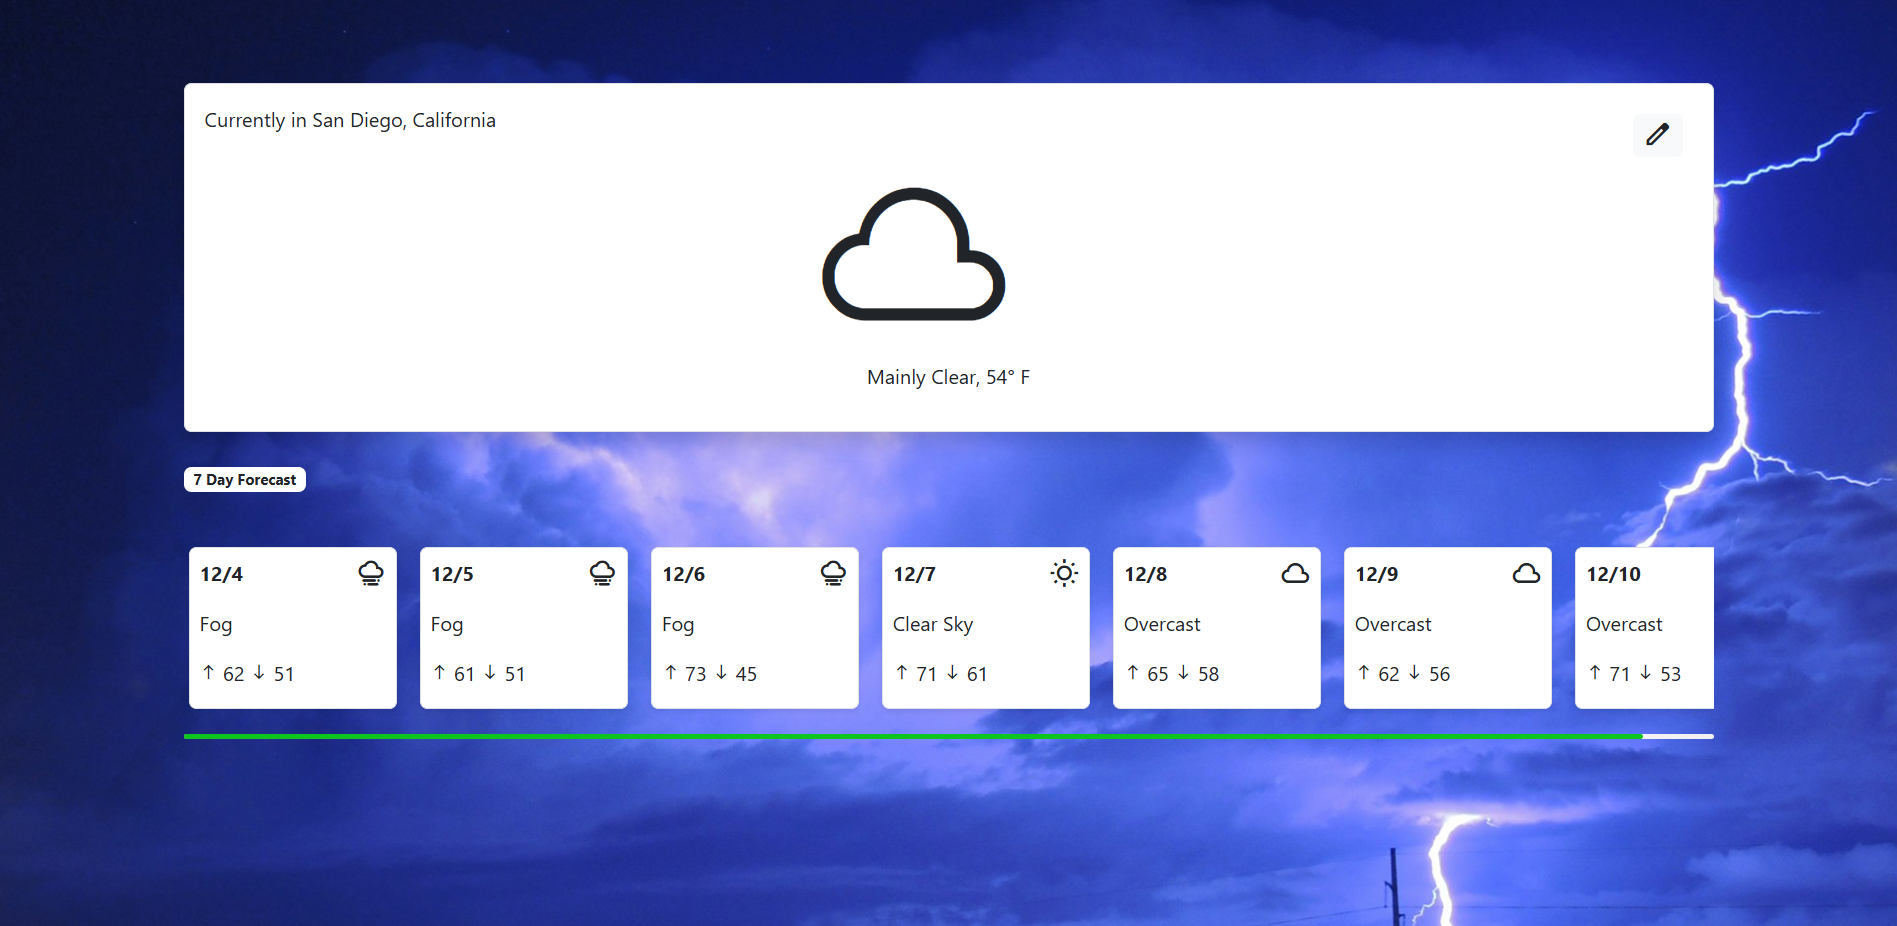 Currently in San Diego, California
Mainly Clear, 54° F
7 Day Forecast
12/4
Fog
↑ 62 ↓ 51
12/5
Fog
↑ 61 ↓ 51
12/6
Fog
↑ 73 ↓ 45
12/7
Clear Sky
↑ 71 ↓ 61
12/8
Overcast
↑ 65 ↓ 58
12/9
Overcast
↑ 62 ↓ 56
12/10
Overcast
↑ 71 ↓ 53